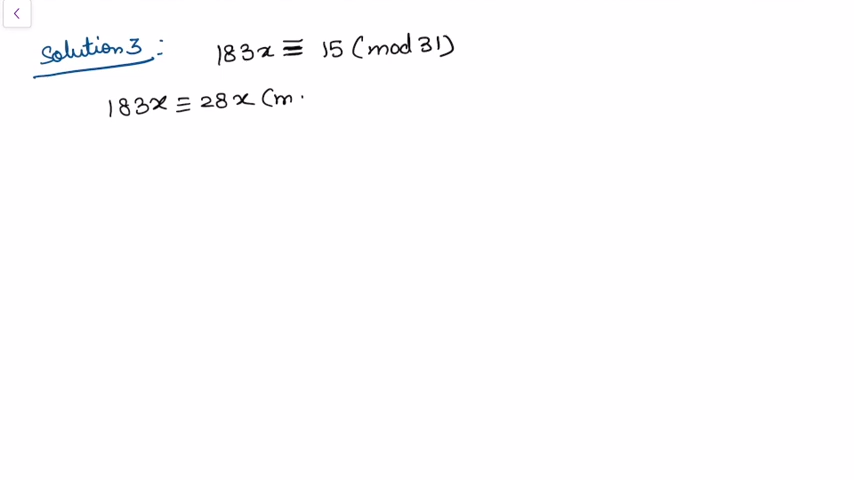 Solution 3 :
183x ≡ 15 (mod 31)
183x ≡ 28x (m